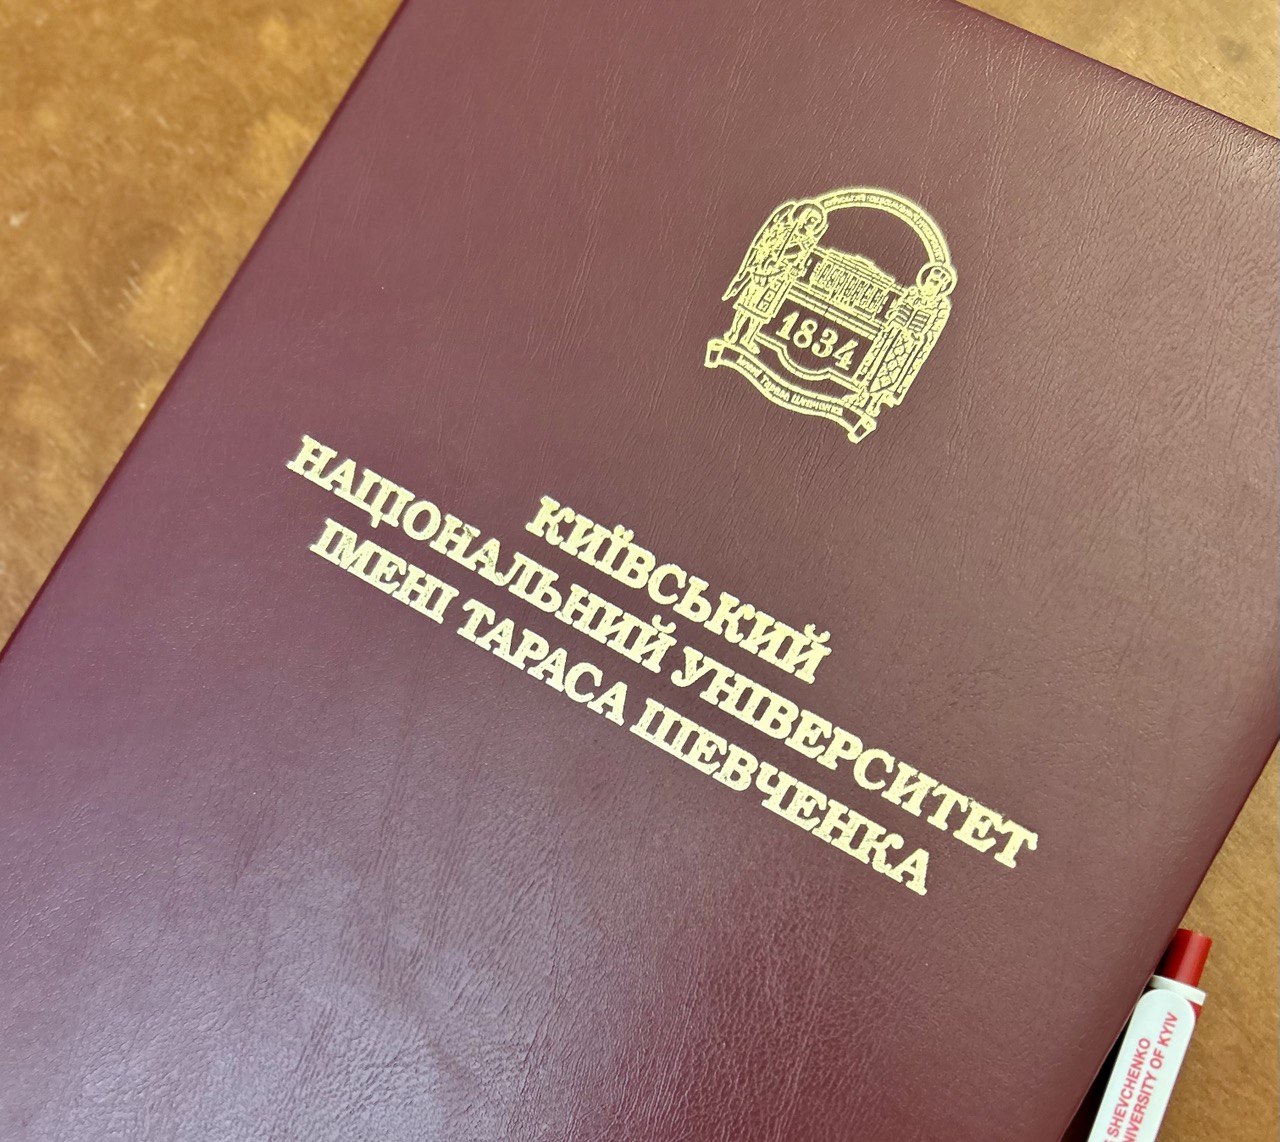 1834
КИЇВСЬКИЙ
НАЦІОНАЛЬНИЙ УНІВЕРСИТЕТ
ІМЕНІ ТАРАСА ШЕВЧЕНКА
SHEVCHENKO
UNIVERSITY OF KYIV